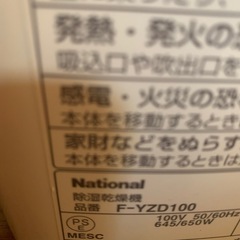 発熱・発火の
吸込口や吹出口を
感電・火災の恐
本体を移動するときは
家財などをぬらす
本体を移動するときは
National
除湿乾燥機
品番 F-YZD100
100V 50/60Hz
645/650W
PS
E
MESC